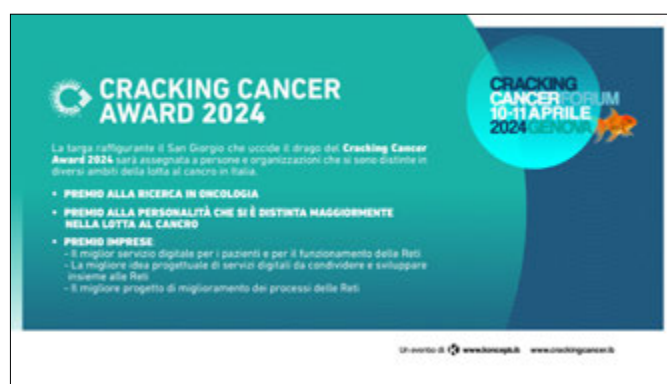 CRACKING CANCER
AWARD 2024
La targa raffigurante il San Giorgio che uccide il drago del Cracking Cancer
Award 2024 sarà assegnata a persone e organizzazioni che si sono distinte in
diversi ambiti della lotta al cancro in Italia.
• PREMIO ALLA RICERCA IN ONCOLOGIA
• PREMIO ALLA PERSONALITÀ CHE SI È DISTINTA MAGGIORMENTE
NELLA LOTTA AL CANCRO
• PREMIO IMPRESE
- Il miglior servizio digitale per i pazienti e per il funzionamento della Reti
- La migliore idea progettuale di servizi digitali da condividere e sviluppare
insieme alle Reti
- Il migliore progetto di miglioramento dei processi delle Reti
CRACKING
CANCERFORUM
10-11 APRILE
2024 GENOVA
Un evento di www.koncept.it www.crackingcancer.it